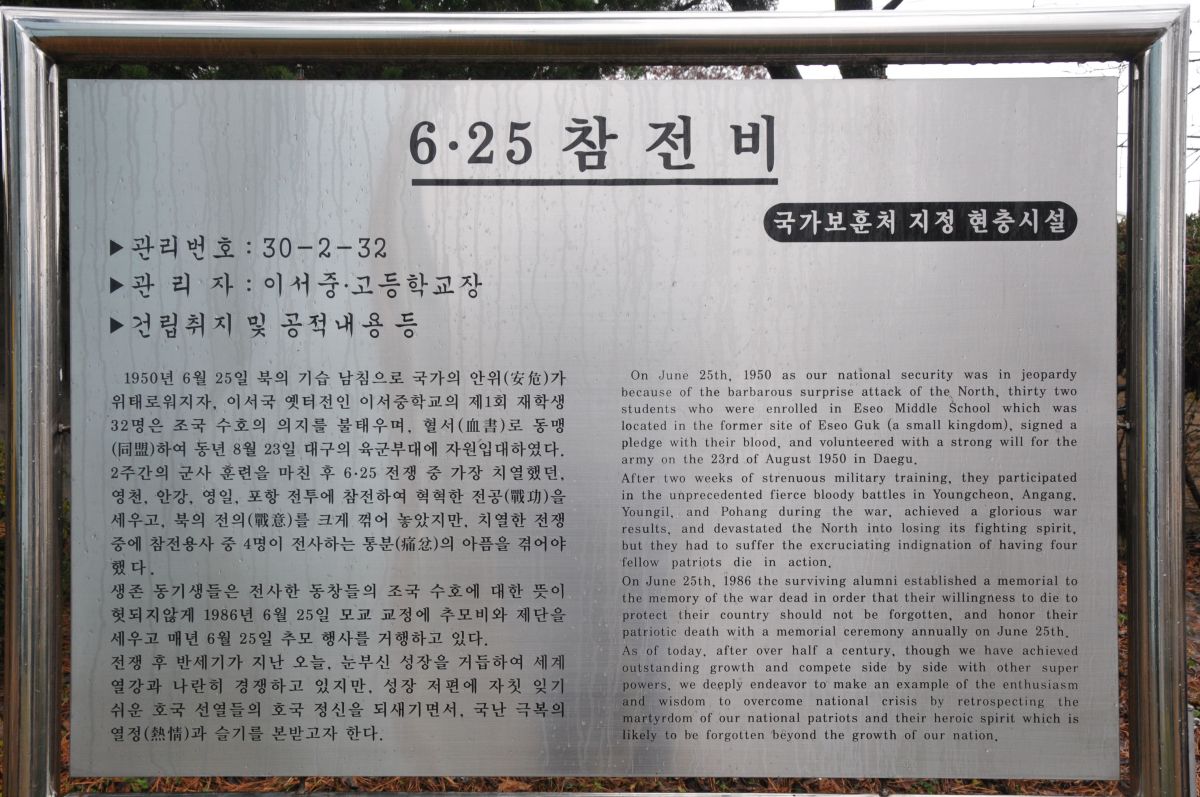 6·25 참전비
국가보훈처 지정 현충시설
▶관리번호 : 30-2-32
▶관 리 자 : 이서중·고등학교장
▶건립취지 및 공적내용 등
1950년 6월 25일 북의 기습 남침으로 국가의 안위(安危)가
위태로워지자, 이서국 옛터전인 이서중학교의 제1회 재학생
32명은 조국 수호의 의지를 불태우며, 혈서(血書)로 동맹
(同盟)하여 동년 8월 23일 대구의 육군부대에 자원입대하였다.
2주간의 군사 훈련을 마친 후 6·25 전쟁 중 가장 치열했던,
영천, 안강, 영일, 포항 전투에 참전하여 혁혁한 전공(戰功)을
세우고, 북의 전의(戰意)를 크게 꺾어 놓았지만, 치열한 전쟁
중에 참전용사 중 4명이 전사하는 통분(痛忿)의 아픔을 겪어야
했다.
생존 동기생들은 전사한 동창들의 조국 수호에 대한 뜻이
헛되지않게 1986년 6월 25일 모교 교정에 추모비와 제단을
세우고 매년 6월 25일 추모 행사를 거행하고 있다.
전쟁 후 반세기가 지난 오늘, 눈부신 성장을 거듭하여 세계
열강과 나란히 경쟁하고 있지만, 성장 저편에 자칫 잊기
쉬운 호국 선열들의 호국 정신을 되새기면서, 국난 극복의
열정(熱情)과 슬기를 본받고자 한다.
On June 25th, 1950 as our national security was in jeopardy
because of the barbarous surprise attack of the North, thirty two
students who were enrolled in Eseo Middle School which was
located in the former site of Eseo Guk (a small kingdom), signed a
pledge with their blood, and volunteered with a strong will for the
army on the 23rd of August 1950 in Daegu.
After two weeks of strenuous military training, they participated
in the unprecedented fierce bloody battles in Youngcheon, Angang,
Youngil, and Pohang during the war, achieved a glorious war
results, and devastated the North into losing its fighting spirit,
but they had to suffer the excruciating indignation of having four
fellow patriots die in action.
On June 25th, 1986 the surviving alumni established a memorial to
the memory of the war dead in order that their willingness to die to
protect their country should not be forgotten, and honor their
patriotic death with a memorial ceremony annually on June 25th.
As of today, after over half a century, though we have achieved
outstanding growth and compete side by side with other super
powers, we deeply endeavor to make an example of the enthusiasm
and wisdom to overcome national crisis by retrospecting the
martyrdom of our national patriots and their heroic spirit which is
likely to be forgotten beyond the growth of our nation.